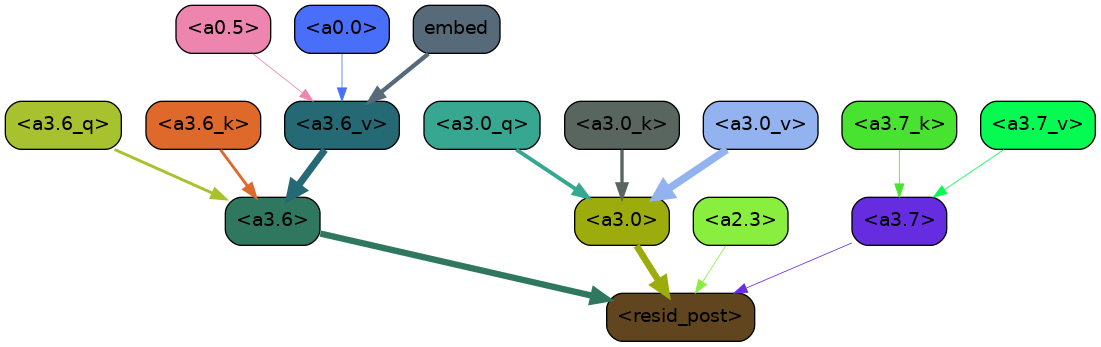 <a0.5> <a0.0> embed
<a3.6_q> <a3.6_k> <a3.6_v> <a3.0_q> <a3.0_k> <a3.0_v> <a3.7_k> <a3.7_v>
<a3.6> <a3.0> <a2.3> <a3.7>
<resid_post>